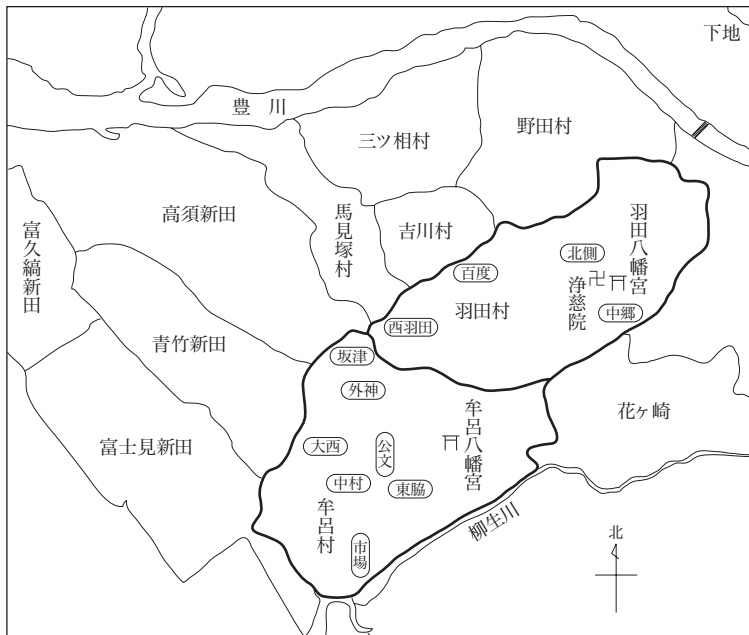 下地
豊川
野田村
三ツ相村
高須新田
馬見塚村
吉川村
羽田八幡宮
富久縞新田
北側
百度
浄慈院
卍
羽田村
中郷
西羽田
青竹新田
坂津
外神
牟呂八幡宮
花ヶ崎
富士見新田
大西
公文
中村
東脇
牟呂村
柳生川
市場
北